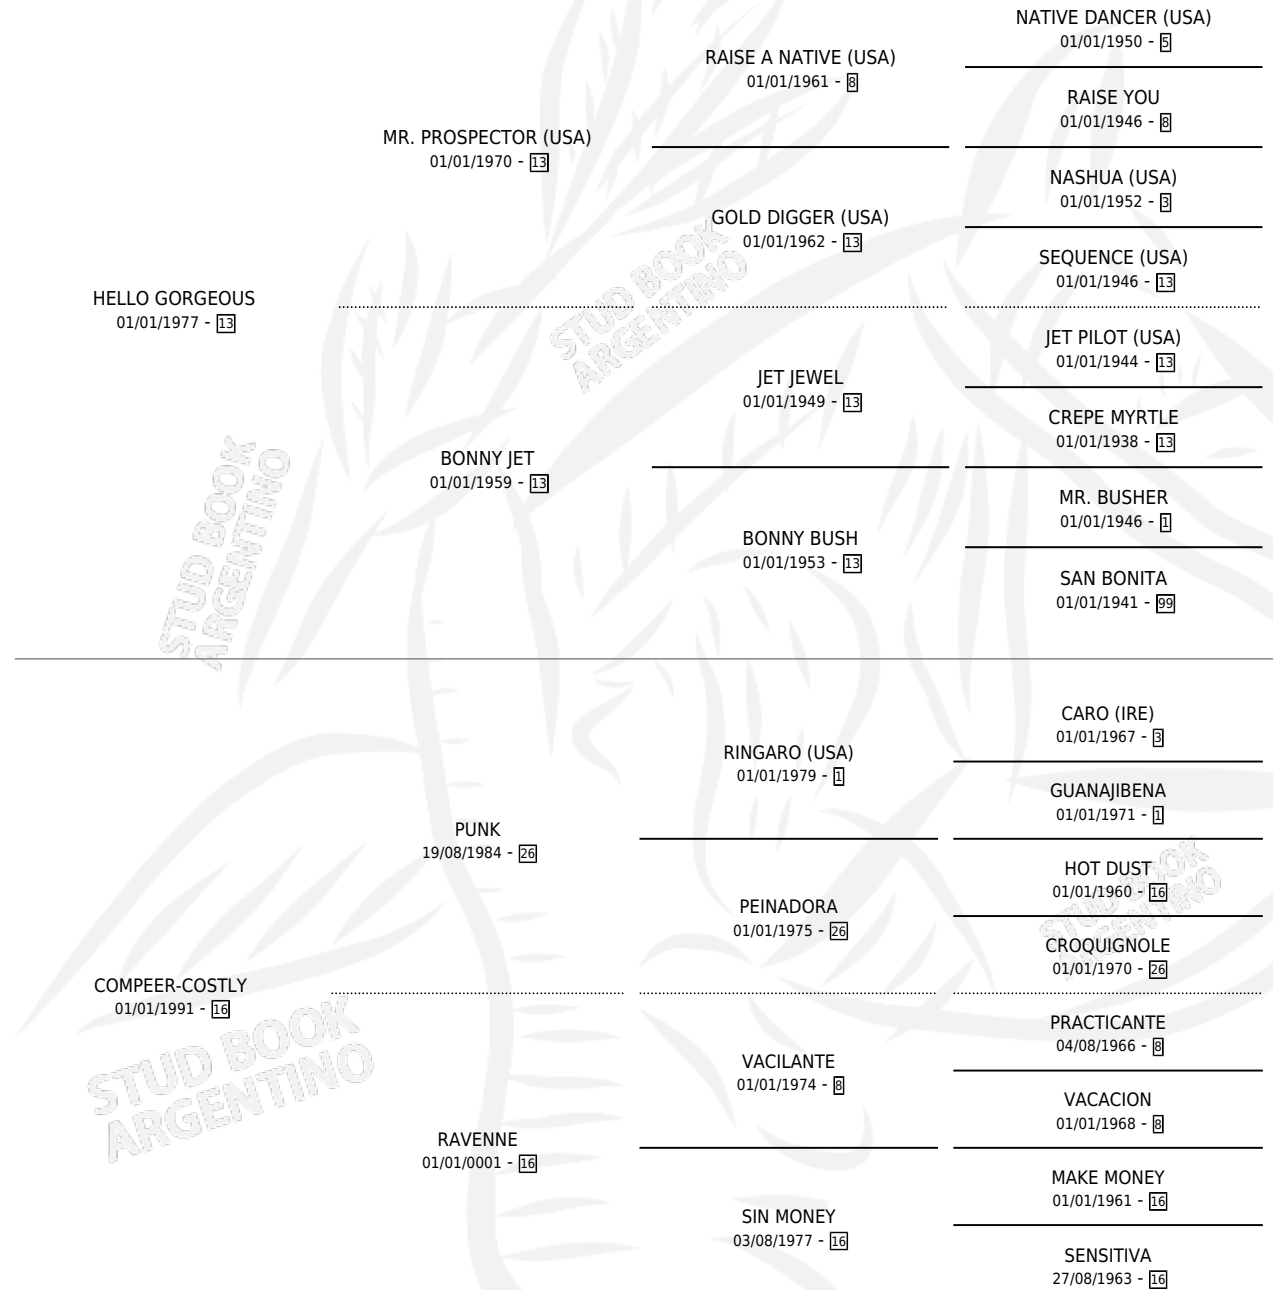 NATIVE DANCER (USA)
01/01/1950 - 5
RAISE A NATIVE (USA)
01/01/1961 - 8
RAISE YOU
01/01/1946 - 8
MR. PROSPECTOR (USA)
01/01/1970 - 13
NASHUA (USA)
01/01/1952 - 3
GOLD DIGGER (USA)
01/01/1962 - 13
SEQUENCE (USA)
01/01/1946 - 13
HELLO GORGEOUS
01/01/1977 - 13
STUD BOOK
ARGENTINO
JET PILOT (USA)
01/01/1944 - 13
JET JEWEL
01/01/1949 - 13
CREPE MYRTLE
01/01/1938 - 13
BONNY JET
01/01/1959 - 13
MR. BUSHER
01/01/1946 - 1
BONNY BUSH
01/01/1953 - 13
SAN BONITA
01/01/1941 - 99
STUD BOOK
ARGENTINO
CARO (IRE)
01/01/1967 - 3
RINGARO (USA)
01/01/1979 - 1
GUANAJIBENA
01/01/1971 - 1
PUNK
19/08/1984 - 26
HOT DUST
01/01/1960 - 16
PEINADORA
01/01/1975 - 26
STUD BOOK
ARGENTINO
CROQUIGNOLE
01/01/1970 - 26
COMPEER-COSTLY
01/01/1991 - 16
STUD BOOK
ARGENTINO
PRACTICANTE
04/08/1966 - 8
VACILANTE
01/01/1974 - 8
VACACION
01/01/1968 - 8
RAVENNE
01/01/0001 - 16
MAKE MONEY
01/01/1961 - 16
SIN MONEY
03/08/1977 - 16
SENSITIVA
27/08/1963 - 16